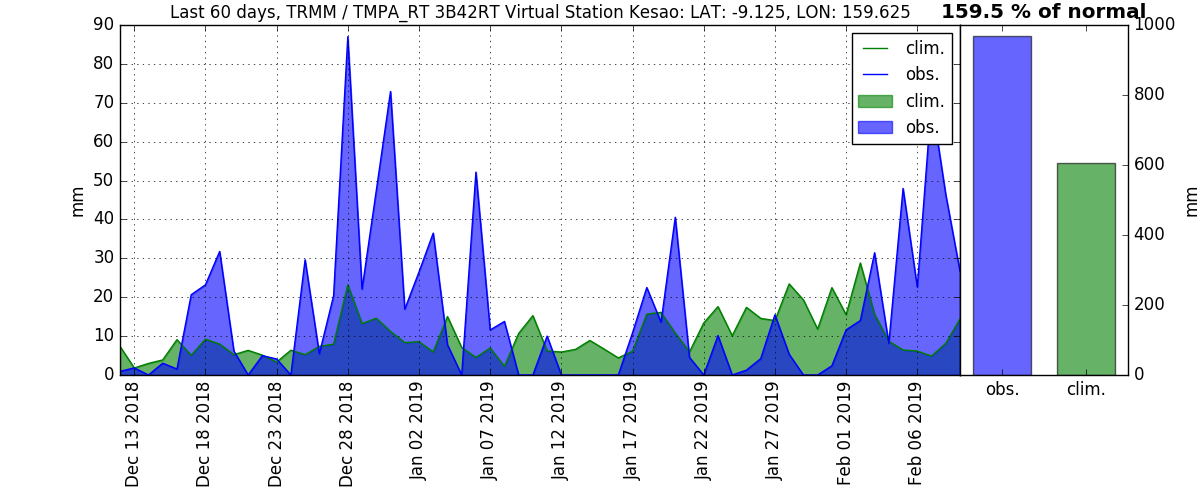 Last 60 days, TRMM / TMPA_RT 3B42RT Virtual Station Kesao: LAT: -9.125, LON: 159.625
159.5 % of normal
90
80
70
60
50
40
30
20
10
0
mm
clim.
obs.
clim.
obs.
Dec 13 2018
Dec 18 2018
Dec 23 2018
Dec 28 2018
Jan 02 2019
Jan 07 2019
Jan 12 2019
Jan 17 2019
Jan 22 2019
Jan 27 2019
Feb 01 2019
Feb 06 2019
1000
800
600
400
200
0
mm
obs.
clim.